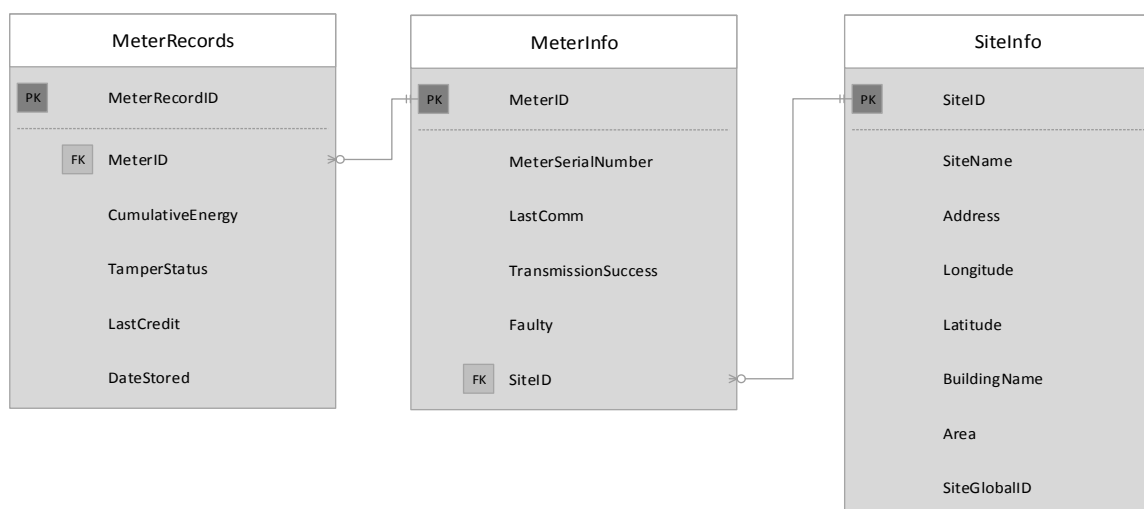 MeterRecords
PK MeterRecordID
FK MeterID
CumulativeEnergy
TamperStatus
LastCredit
DateStored
MeterInfo
PK MeterID
MeterSerialNumber
LastComm
TransmissionSuccess
Faulty
FK SiteID
SiteInfo
PK SiteID
SiteName
Address
Longitude
Latitude
BuildingName
Area
SiteGlobalID